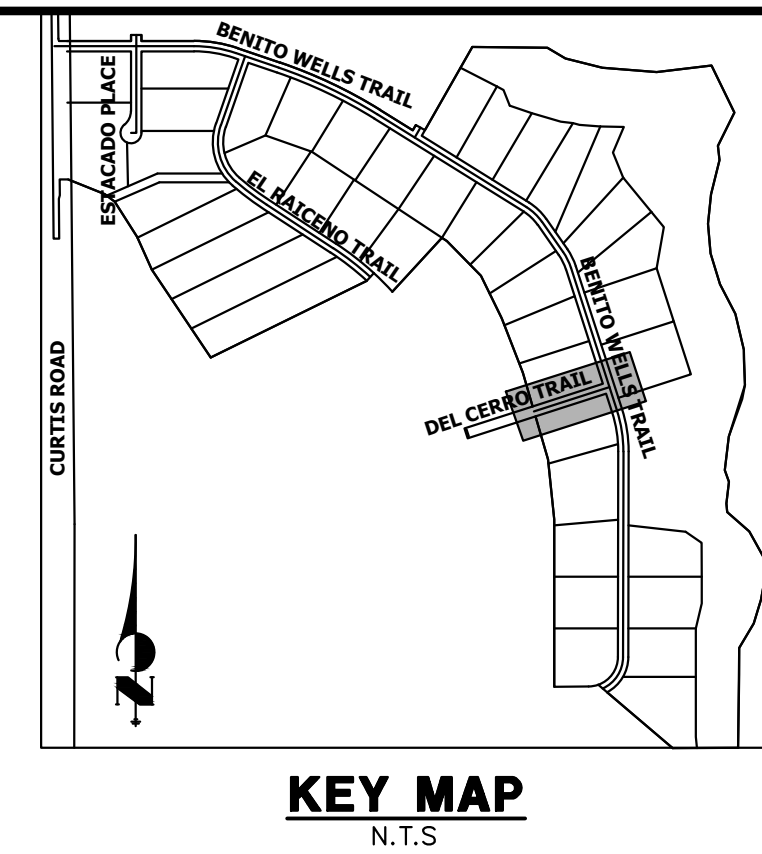 BENITO WELLS TRAIL
ESTACADO PLACE
EL RAICENO TRAIL
BENITO WELLS TRAIL
CURTIS ROAD
DEL CERRO TRAIL
N
KEY MAP
N.T.S